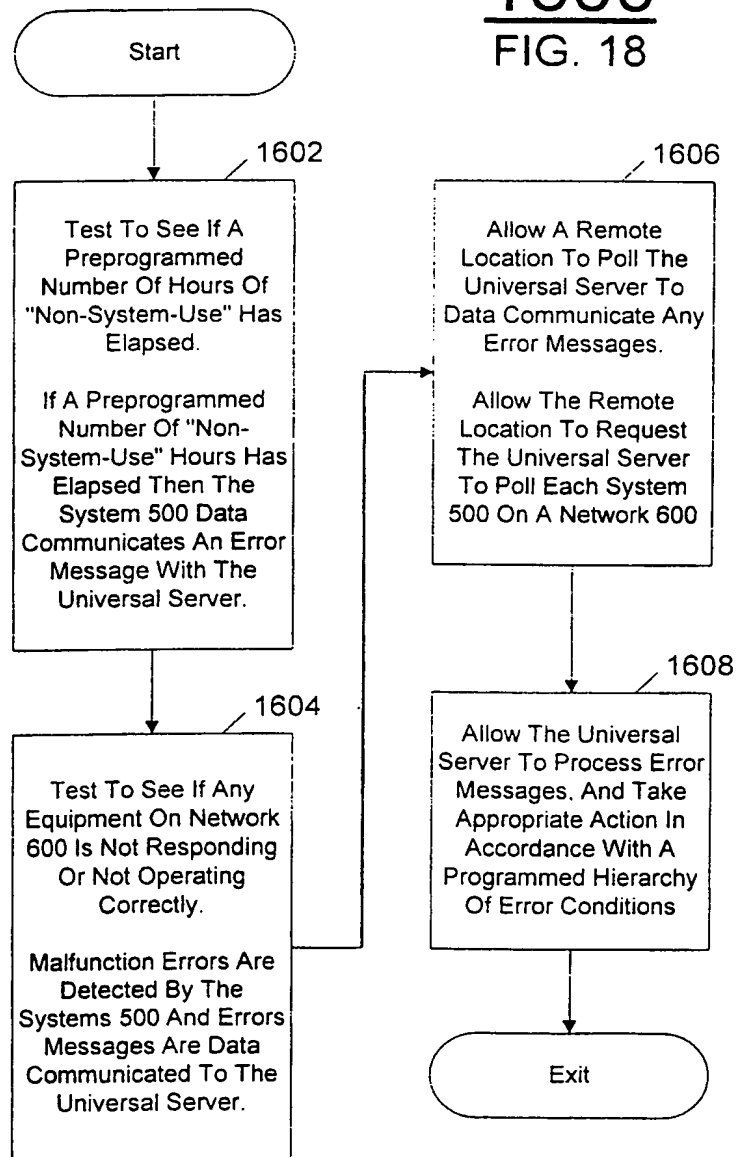 FIG. 18
Start
1602
Test To See If A
Preprogrammed
Number Of Hours Of
"Non-System-Use" Has
Elapsed.
If A Preprogrammed
Number Of "Non-
System-Use" Hours Has
Elapsed Then The
System 500 Data
Communicates An Error
Message With The
Universal Server.
1604
Test To See If Any
Equipment On Network
600 Is Not Responding
Or Not Operating
Correctly.
Malfunction Errors Are
Detected By The
Systems 500 And Errors
Messages Are Data
Communicated To The
Universal Server.
1606
Allow A Remote
Location To Poll The
Universal Server To
Data Communicate Any
Error Messages.
Allow The Remote
Location To Request
The Universal Server
To Poll Each System
500 On A Network 600
1608
Allow The Universal
Server To Process Error
Messages, And Take
Appropriate Action In
Accordance With A
Programmed Hierarchy
Of Error Conditions
Exit